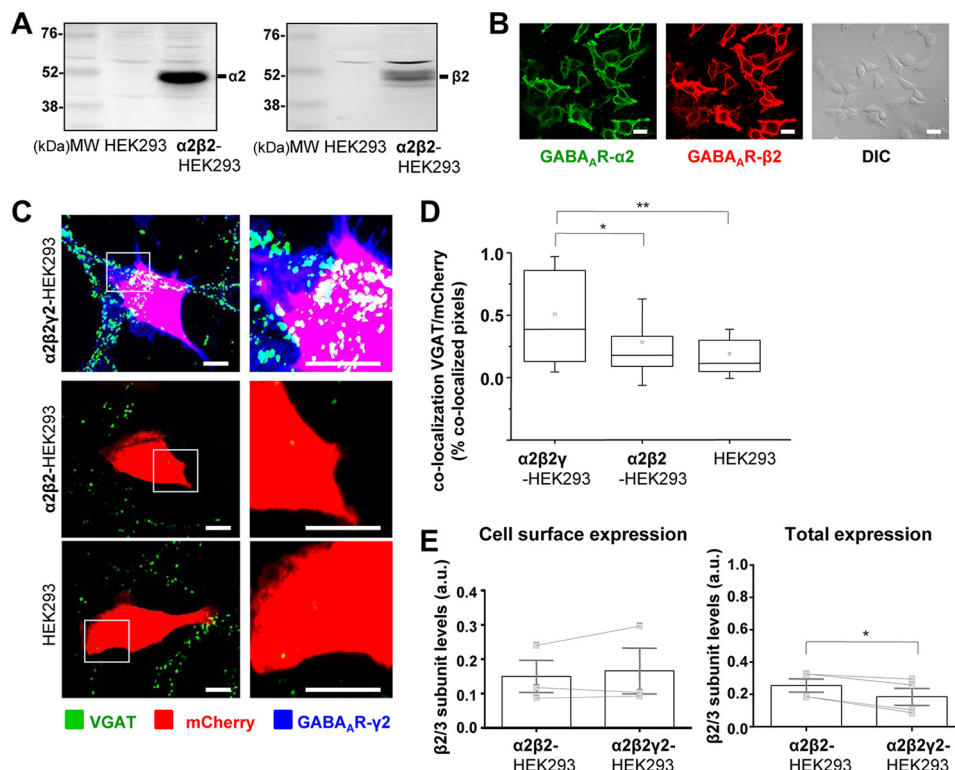 A
76-
52-
38-
α2
(kDa)MW HEK293 α2β2-
HEK293
76-
52-
38-
β2
(kDa)MW HEK293 α2β2-
HEK293
B
GABAAR-α2
GABAAR-β2
DIC
C
α2β2γ2-HEK293
α2β2-HEK293
HEK293
VGAT
mCherry
GABAAR-γ2
D
co-localization VGAT/mCherry
(% co-localized pixels)
1.0
0.5
0.0
*
**
α2β2γ
-HEK293
α2β2
-HEK293
HEK293
E
Cell surface expression
β2/3 subunit levels (a.u.)
0.5
0.4
0.3
0.2
0.1
0.0
α2β2-
HEK293
α2β2γ2-
HEK293
Total expression
β2/3 subunit levels (a.u.)
1.0
0.8
0.6
0.4
0.2
0.0
*
α2β2-
HEK293
α2β2γ2-
HEK293